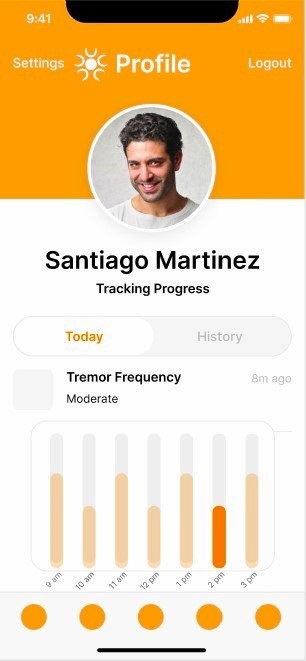 9:41
Settings Profile Logout
Santiago Martinez
Tracking Progress
Today History
Tremor Frequency 8m ago
Moderate
9 am 10 am 11 am 12 pm 1 pm 2 pm 3 pm